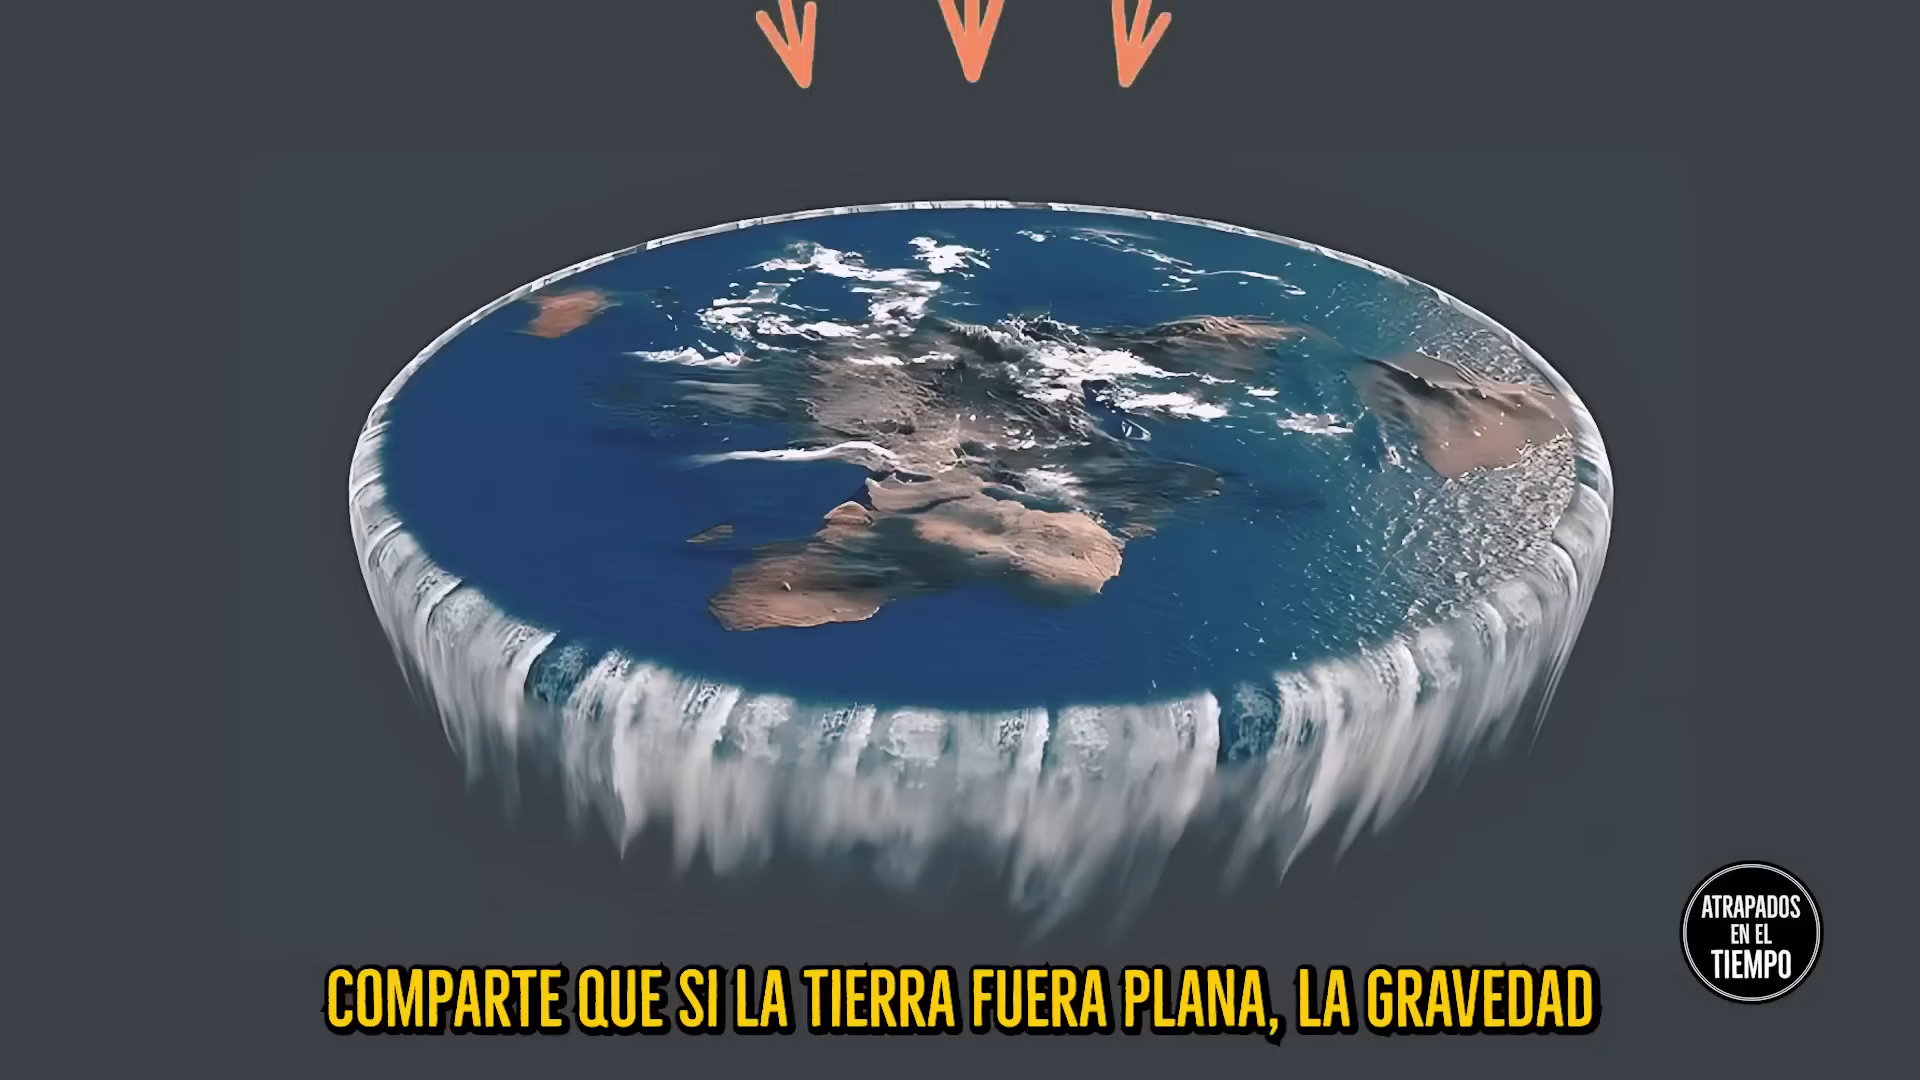 COMPARTE QUE SI LA TIERRA FUERA PLANA, LA GRAVEDAD
ATRAPADOS
EN EL
TIEMPO